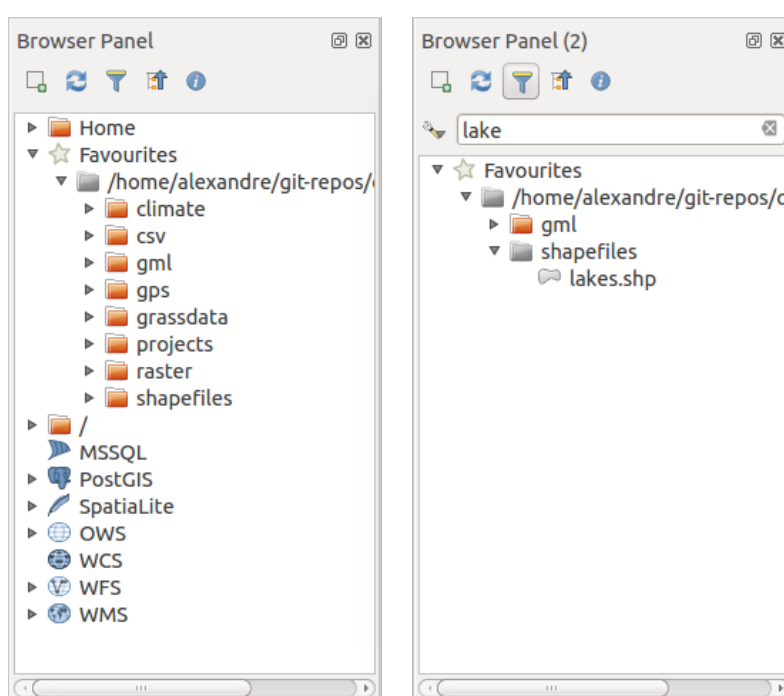 Browser Panel
Home
Favourites
/home/alexandre/git-repos/
climate
csv
gml
gps
grassdata
projects
raster
shapefiles
/
MSSQL
PostGIS
SpatiaLite
OWS
WCS
WFS
WMS
Browser Panel (2)
lake
Favourites
/home/alexandre/git-repos/
gml
shapefiles
lakes.shp